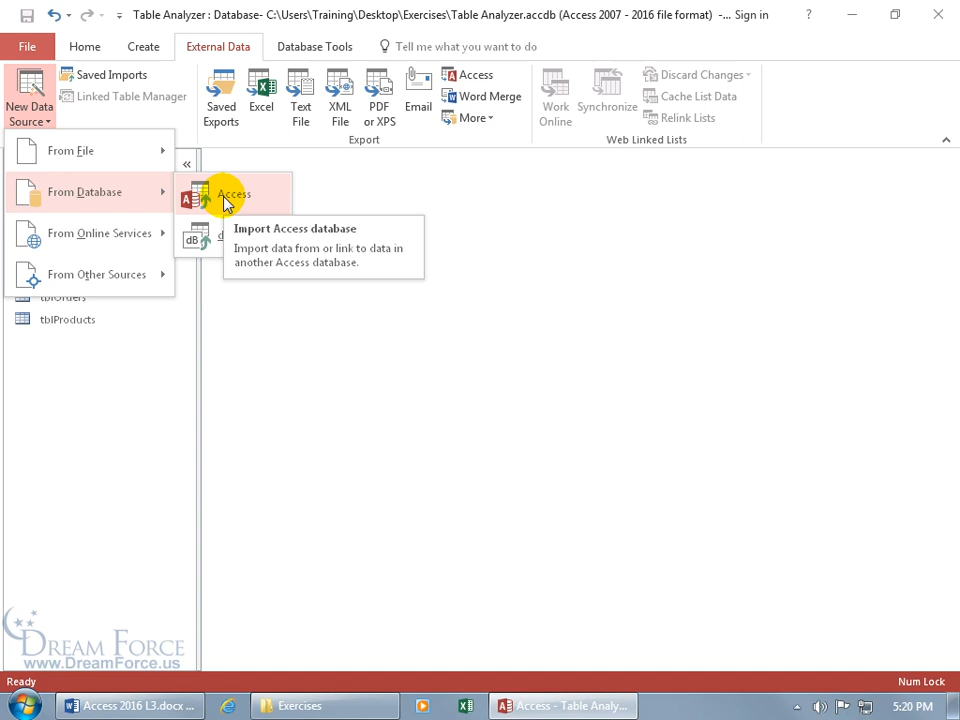 Table Analyzer : Database- C:\Users\Training\Desktop\Exercises\Table Analyzer.accdb (Access 2007 - 2016 file format) -... Sign in ?
File Home Create External Data Database Tools Tell me what you want to do
New Data Source
Saved Imports
Linked Table Manager
Saved Exports
Excel
Text File
XML File
PDF or XPS
Email
Access
Word Merge
More
Export
Work Online
Synchronize
Discard Changes
Cache List Data
Relink Lists
Web Linked Lists
From File
From Database
From Online Services
From Other Sources
Access
dB
Import Access database
Import data from or link to data in
another Access database.
tblOrders
tblProducts
DREAM FORCE
www.DreamForce.us
Ready Num Lock
Access 2016 L3.docx ... Exercises Access - Table Analy... 5:20 PM